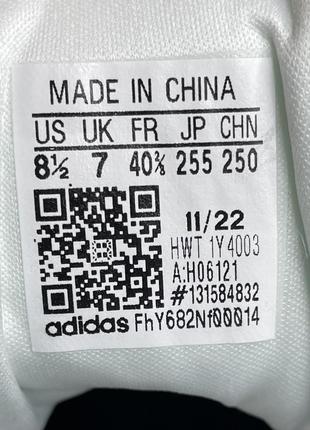 MADE IN CHINA
US UK FR JP CHN
8½ 7 40⅔ 255 250
11/22
HWT 1Y4003
A:H06121
#131584832
adidas FhY682Nf00014